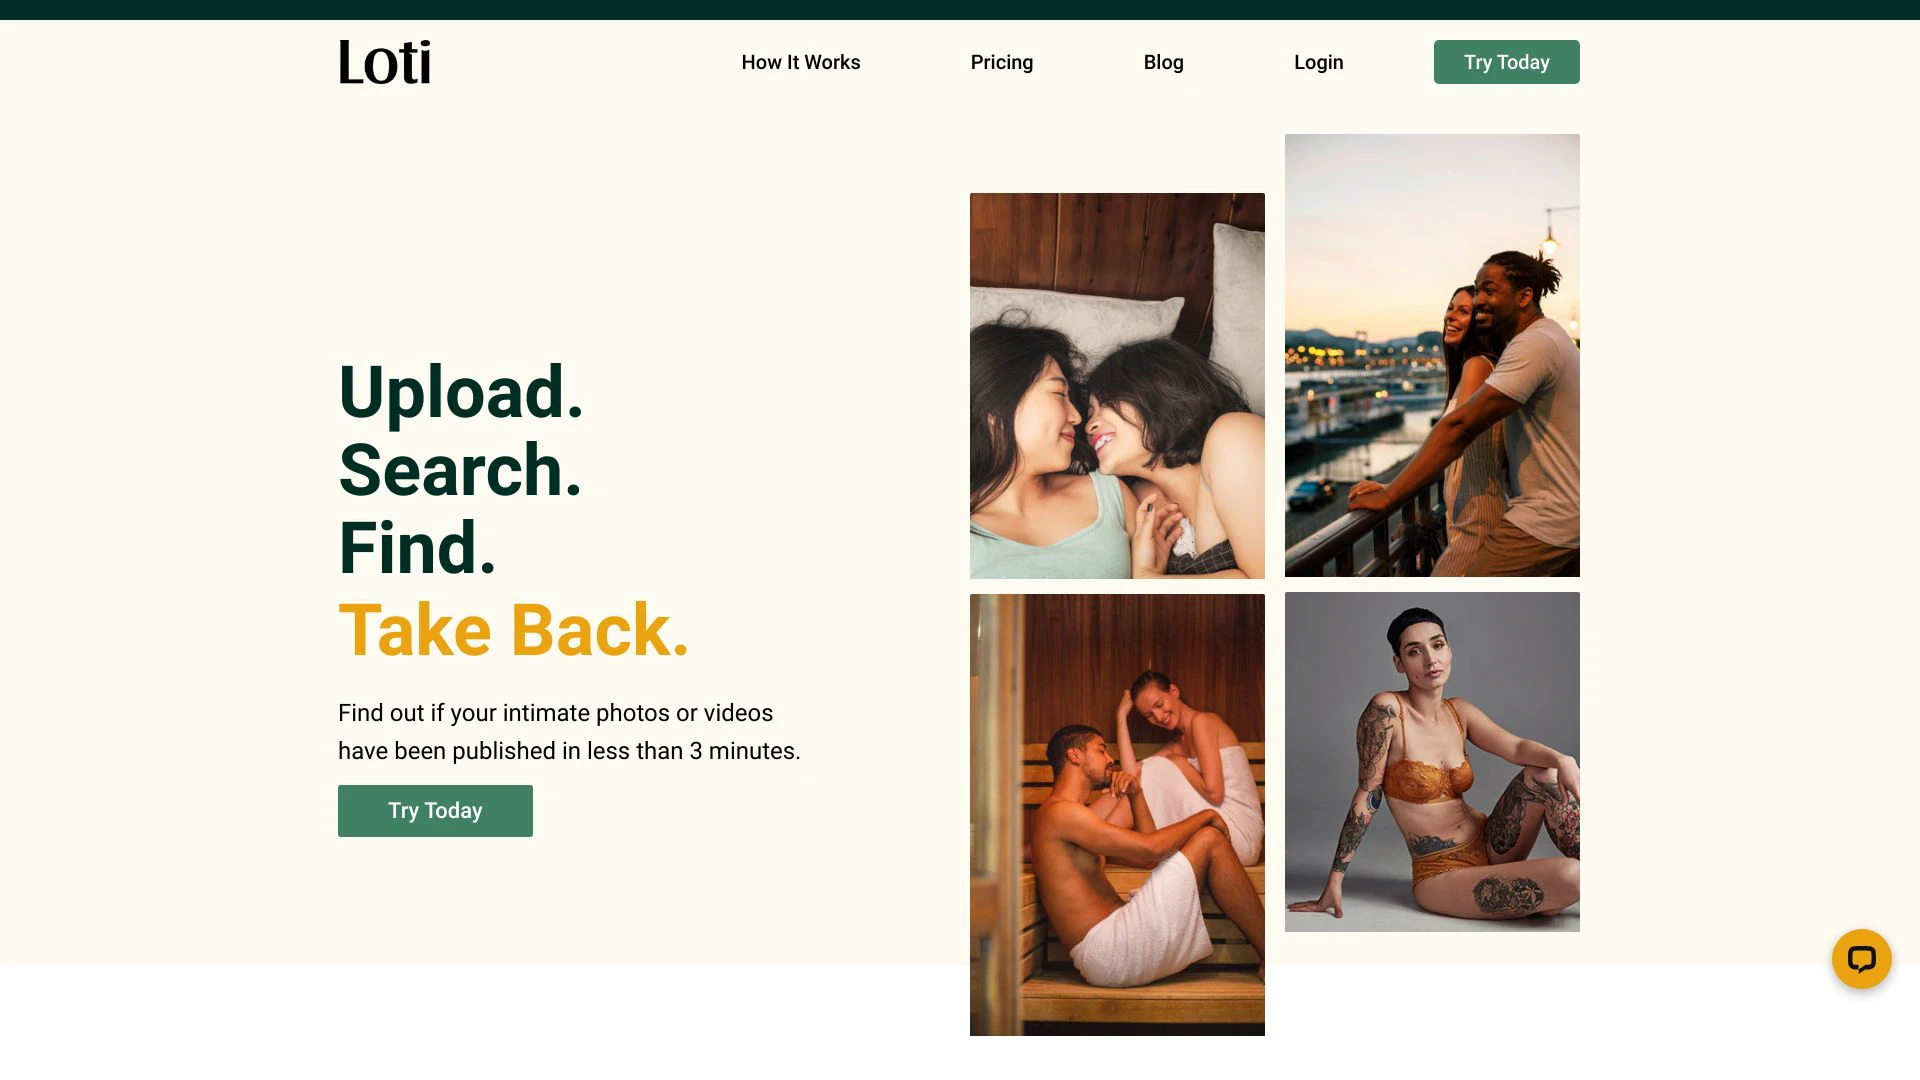 Loti
How It Works
Pricing
Blog
Login
Try Today
Upload.
Search.
Find.
Take Back.
Find out if your intimate photos or videos
have been published in less than 3 minutes.
Try Today